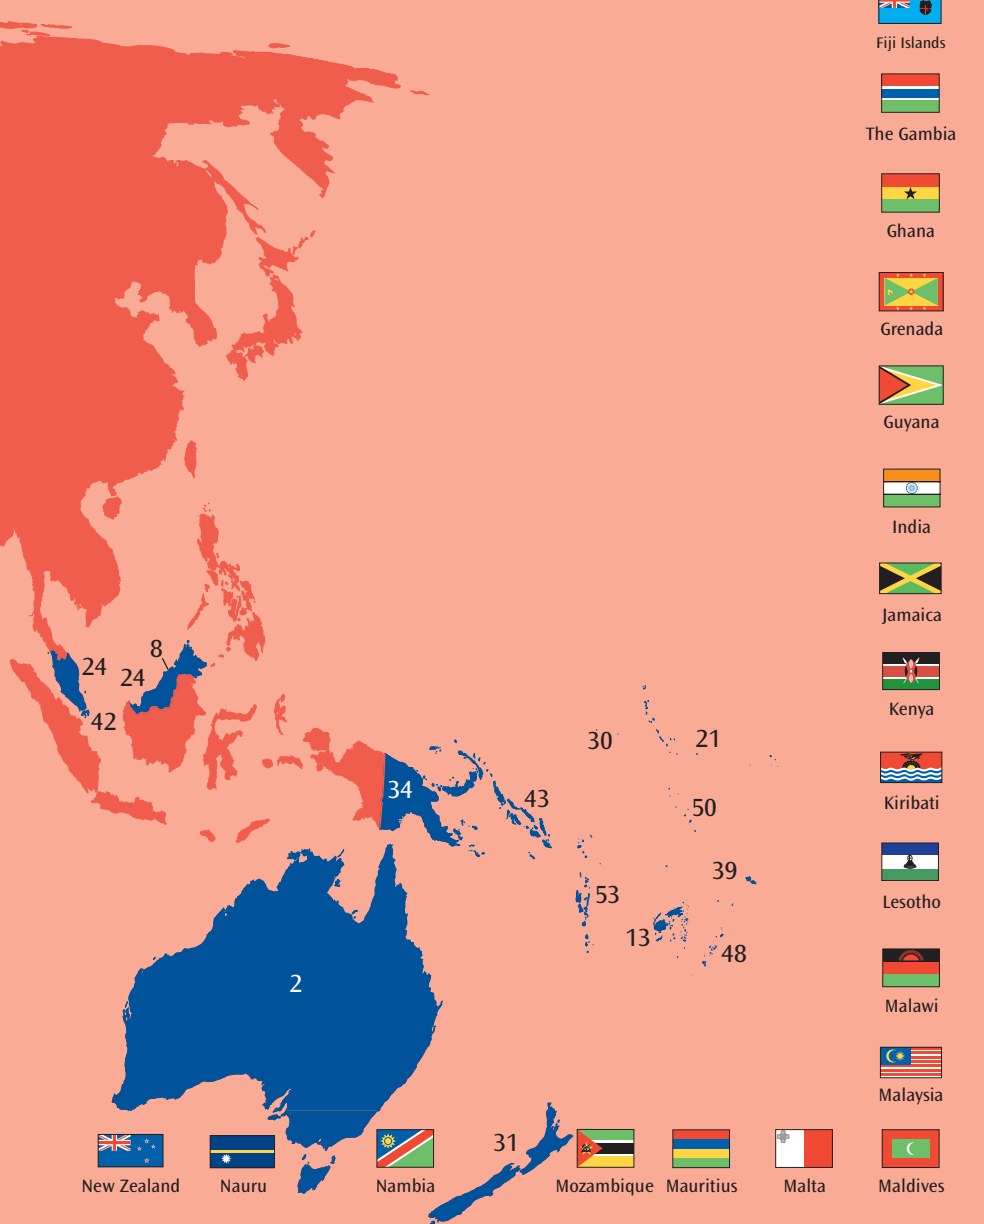 Fiji Islands
The Gambia
Ghana
Grenada
Guyana
India
Jamaica
8
24
24
Kenya
42
30
21
34
43
50
Kiribati
39
53
Lesotho
13
48
2
Malawi
Malaysia
31
New Zealand
Nauru
Nambia
Mozambique
Mauritius
Malta
Maldives